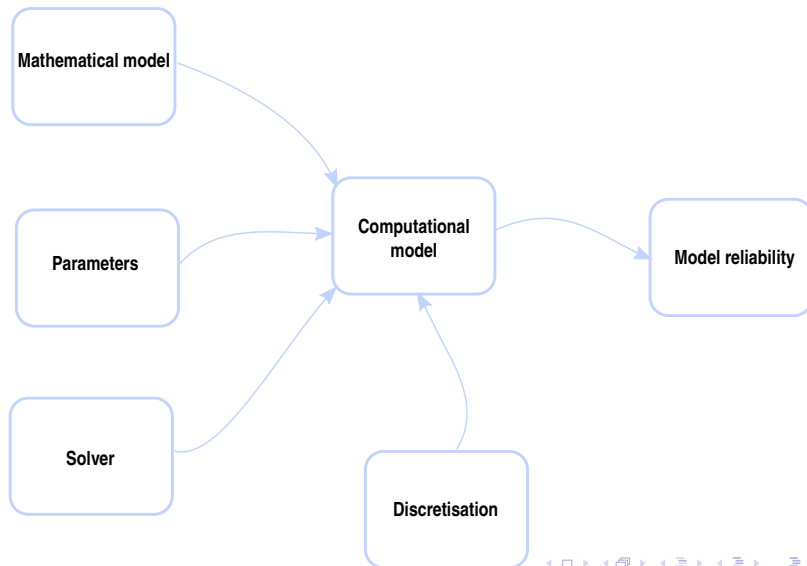 Mathematical model
Parameters
Solver
Computational
model
Discretisation
Model reliability